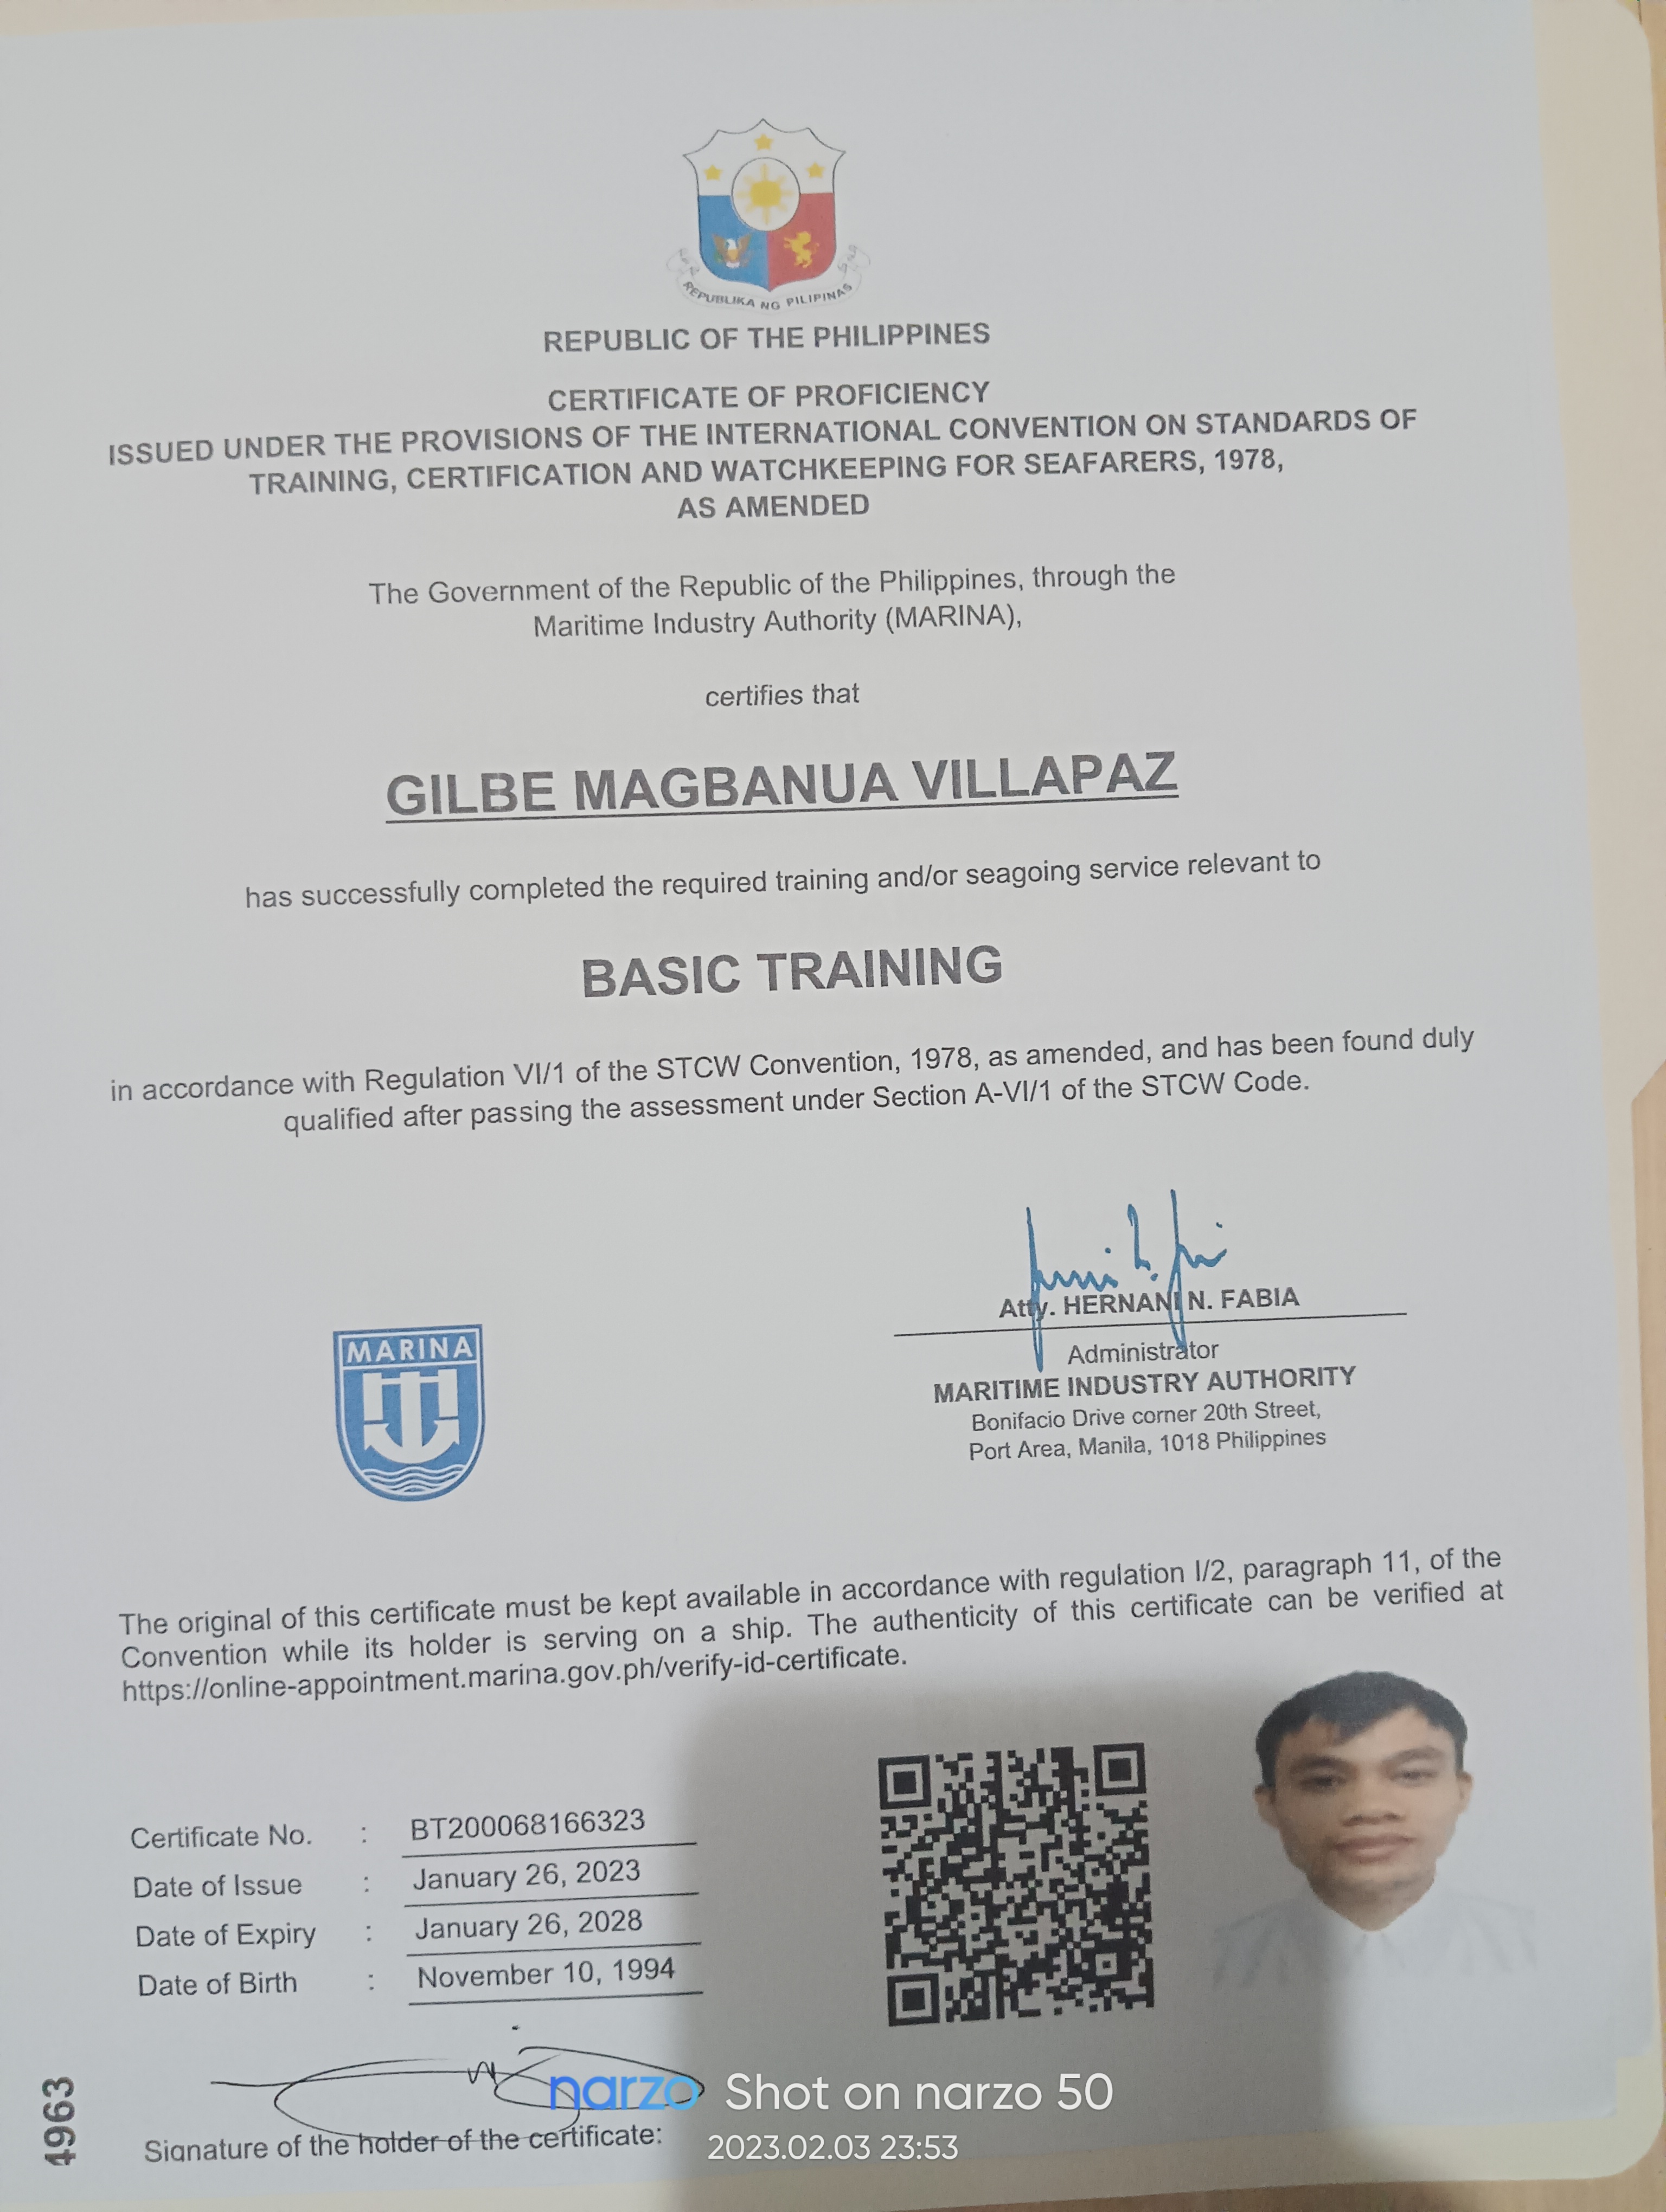 REPUBLIKA NG PILIPINAS
REPUBLIC OF THE PHILIPPINES
CERTIFICATE OF PROFICIENCY
ISSUED UNDER THE PROVISIONS OF THE INTERNATIONAL CONVENTION ON STANDARDS OF
TRAINING, CERTIFICATION AND WATCHKEEPING FOR SEAFARERS, 1978,
AS AMENDED
The Government of the Republic of the Philippines, through the
Maritime Industry Authority (MARINA),
certifies that
GILBE MAGBANUA VILLAPAZ
has successfully completed the required training and/or seagoing service relevant to
BASIC TRAINING
in accordance with Regulation VI/1 of the STCW Convention, 1978, as amended, and has been found duly
qualified after passing the assessment under Section A-VI/1 of the STCW Code.
Atty. HERNANI N. FABIA
Administrator
MARITIME INDUSTRY AUTHORITY
Bonifacio Drive corner 20th Street,
Port Area, Manila, 1018 Philippines
MARINA
The original of this certificate must be kept available in accordance with regulation I/2, paragraph 11, of the
Convention while its holder is serving on a ship. The authenticity of this certificate can be verified at
https://online-appointment.marina.gov.ph/verify-id-certificate.
Certificate No. : BT200068166323
Date of Issue : January 26, 2023
Date of Expiry : January 26, 2028
Date of Birth : November 10, 1994
Signature of the holder of the certificate:
4963
narzo Shot on narzo 50
2023.02.03 23:53